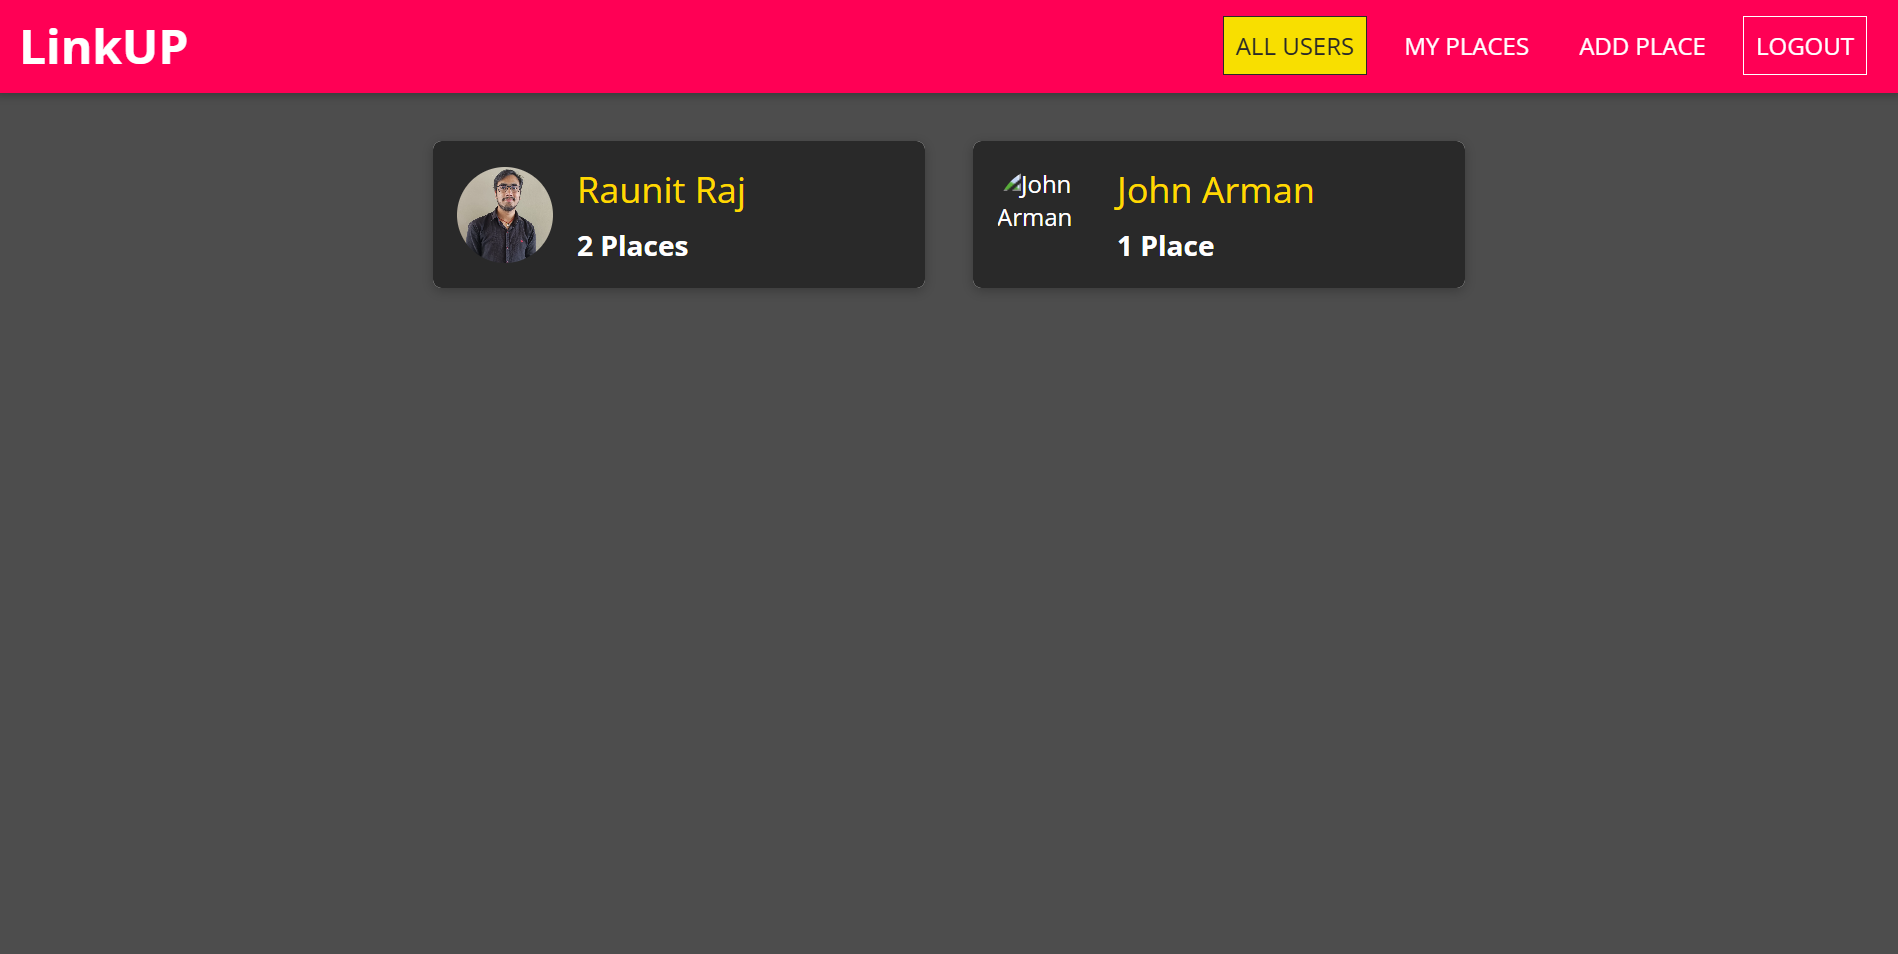 LinkUP
ALL USERS
MY PLACES
ADD PLACE
LOGOUT
Raunit Raj
2 Places
John
Arman
John Arman
1 Place